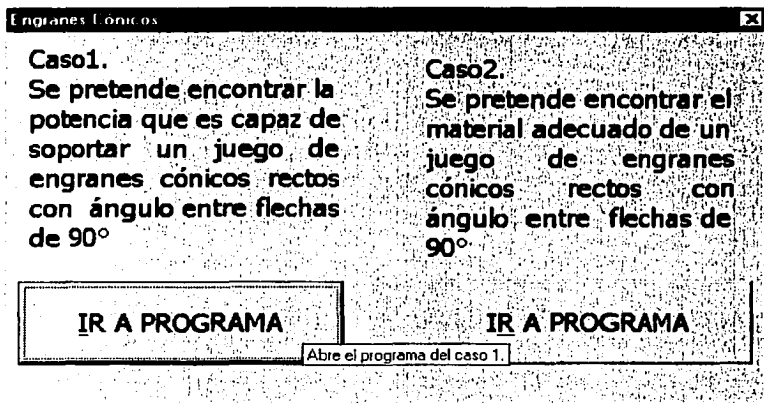 Engranes Cónicos
Caso1.
Se pretende encontrar la
potencia que es capaz de
soportar un juego de
engranes cónicos rectos
con ángulo entre flechas
de 90°
IR A PROGRAMA
Caso2.
Se pretende encontrar el
material adecuado de un
juego de engranes
cónicos rectos con
ángulo entre flechas de
90°
IR A PROGRAMA
Abre el programa del caso 1.